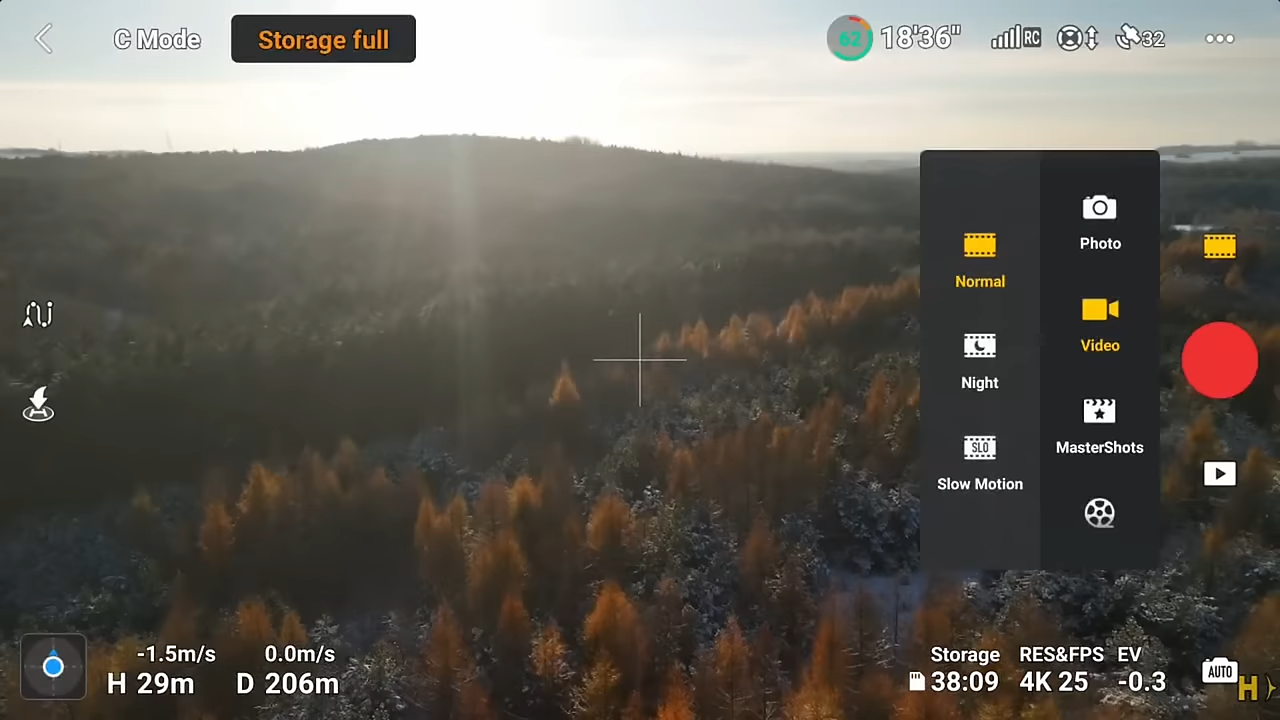 C Mode
Storage full
62
18'36"
RC
32
Photo
Normal
Video
Night
MasterShots
SLO
Slow Motion
-1.5m/s
0.0m/s
H 29m
D 206m
Storage
RES&FPS
EV
38:09
4K 25
-0.3
AUTO
H